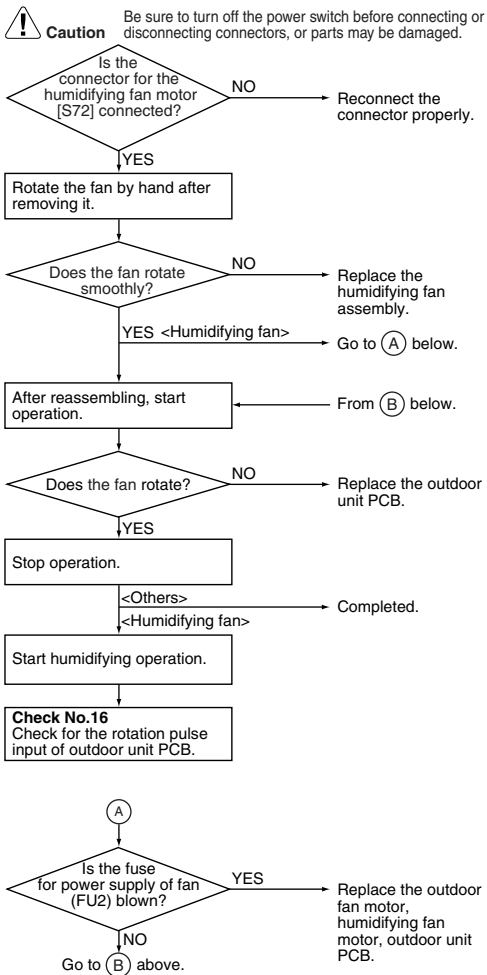 Caution
Be sure to turn off the power switch before connecting or
disconnecting connectors, or parts may be damaged.
Is the
connector for the
humidifying fan motor
[S72] connected?
NO
Reconnect the
connector properly.
YES
Rotate the fan by hand after
removing it.
Does the fan rotate
smoothly?
NO
Replace the
humidifying fan
assembly.
YES <Humidifying fan>
Go to A below.
After reassembling, start
operation.
From B below.
Does the fan rotate?
NO
Replace the outdoor
unit PCB.
YES
Stop operation.
<Others>
Completed.
<Humidifying fan>
Start humidifying operation.
Check No.16
Check for the rotation pulse
input of outdoor unit PCB.
A
Is the fuse
for power supply of fan
(FU2) blown?
YES
Replace the outdoor
fan motor,
humidifying fan
motor, outdoor unit
PCB.
NO
Go to B above.